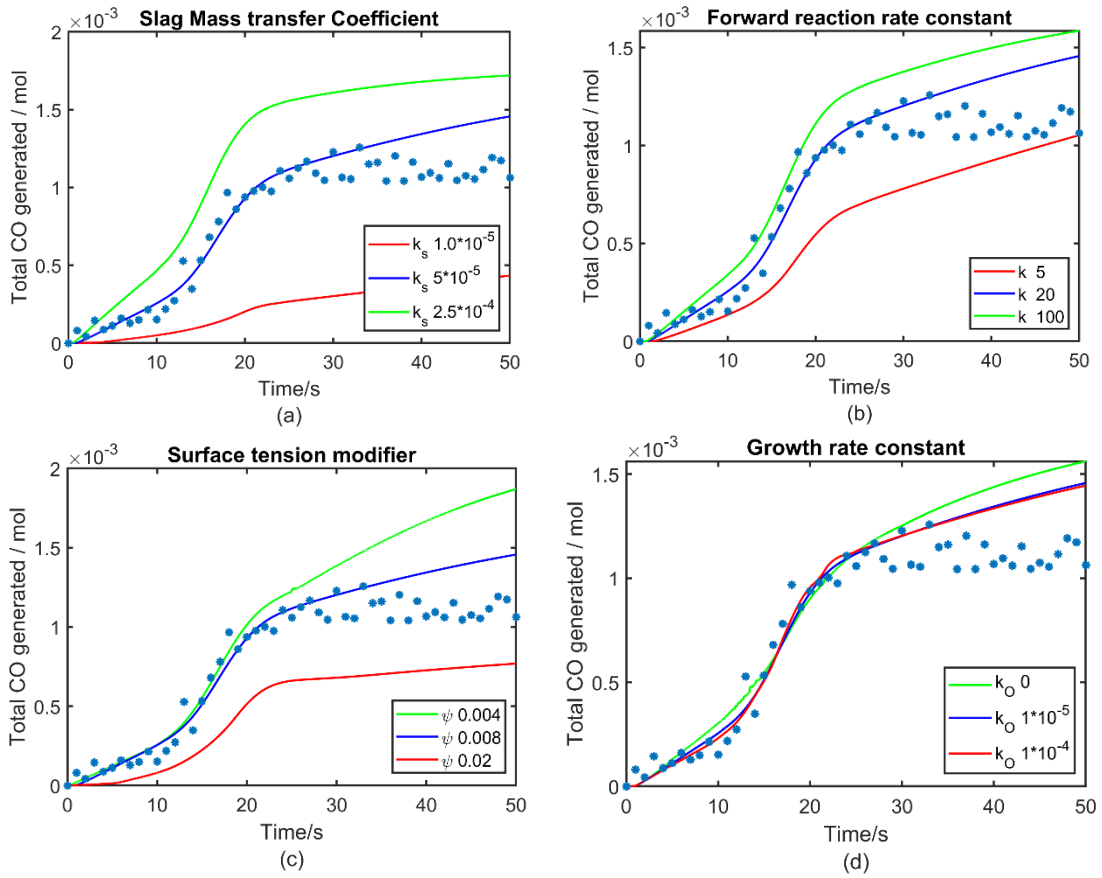 Slag Mass transfer Coefficient
×10⁻³
Total CO generated / mol
2
1.5
1
0.5
0
0 10 20 30 40 50
k_s 1.0*10⁻⁵
k_s 5*10⁻⁵
k_s 2.5*10⁻⁴
Time/s
(a)
Forward reaction rate constant
×10⁻³
Total CO generated / mol
1.5
1
0.5
0
0 10 20 30 40 50
k 5
k 20
k 100
Time/s
(b)
Surface tension modifier
×10⁻³
Total CO generated / mol
2
1.5
1
0.5
0
0 10 20 30 40 50
ψ 0.004
ψ 0.008
ψ 0.02
Time/s
(c)
Growth rate constant
×10⁻³
Total CO generated / mol
1.5
1
0.5
0
0 10 20 30 40 50
k_O 0
k_O 1*10⁻⁵
k_O 1*10⁻⁴
Time/s
(d)